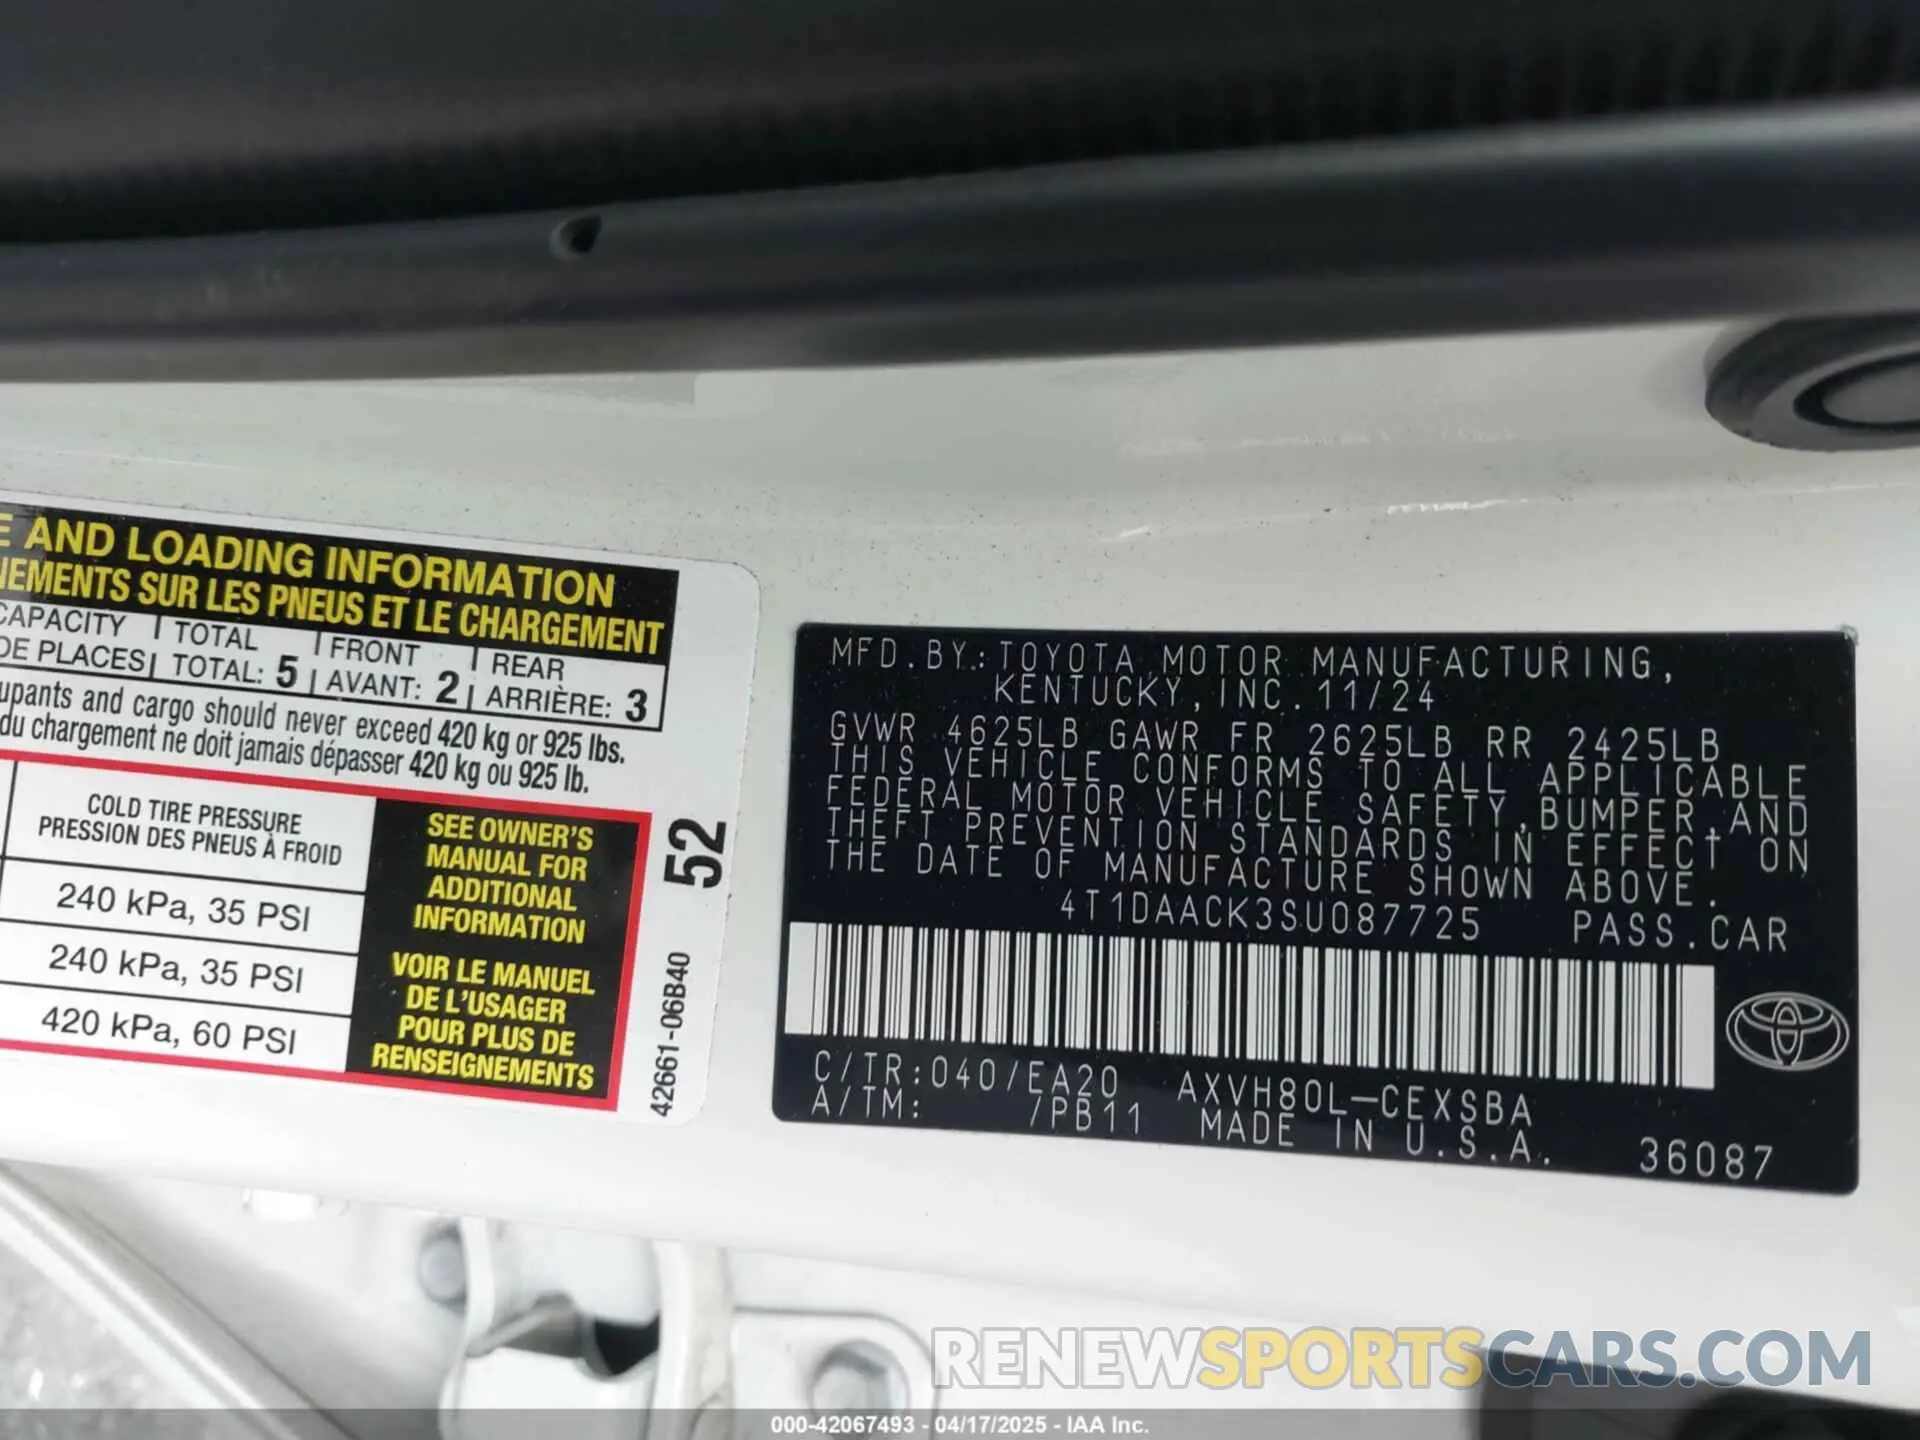 AND LOADING INFORMATION
SUR LES PNEUS ET LE CHARGEMENT
CAPACITY TOTAL FRONT REAR
DE PLACES TOTAL: 5 AVANT: 2 ARRIÈRE: 3
upants and cargo should never exceed 420 kg or 925 lbs.
du chargement ne doit jamais dépasser 420 kg ou 925 lb.
COLD TIRE PRESSURE
PRESSION DES PNEUS À FROID
240 kPa, 35 PSI
240 kPa, 35 PSI
420 kPa, 60 PSI
SEE OWNER'S
MANUAL FOR
ADDITIONAL
INFORMATION
VOIR LE MANUEL
DE L'USAGER
POUR PLUS DE
RENSEIGNEMENTS
52
42661-06B40
MFD.BY:TOYOTA MOTOR MANUFACTURING,
KENTUCKY,INC.11/24
GVWR 4625LB GAWR FR 2625LB RR 2425LB
THIS VEHICLE CONFORMS TO ALL APPLICABLE
FEDERAL MOTOR VEHICLE SAFETY,BUMPER,AND
THEFT PREVENTION STANDARDS IN EFFECT ON
THE DATE OF MANUFACTURE SHOWN ABOVE.
4T1DAACK3SU087725 PASS.CAR
C/TR:040/EA20 AXVH80L-CEXSBA
A/TM: /PB11 MADE IN U.S.A. 36087
RENEWSPORTSCARS.COM
000-42067493 - 04/17/2025 - IAA Inc.